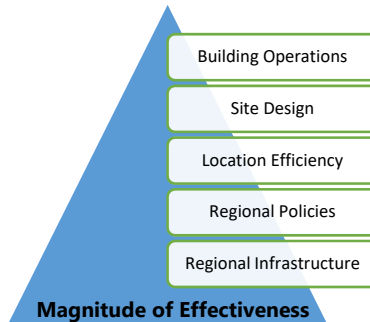 Building Operations
Site Design
Location Efficiency
Regional Policies
Regional Infrastructure
Magnitude of Effectiveness